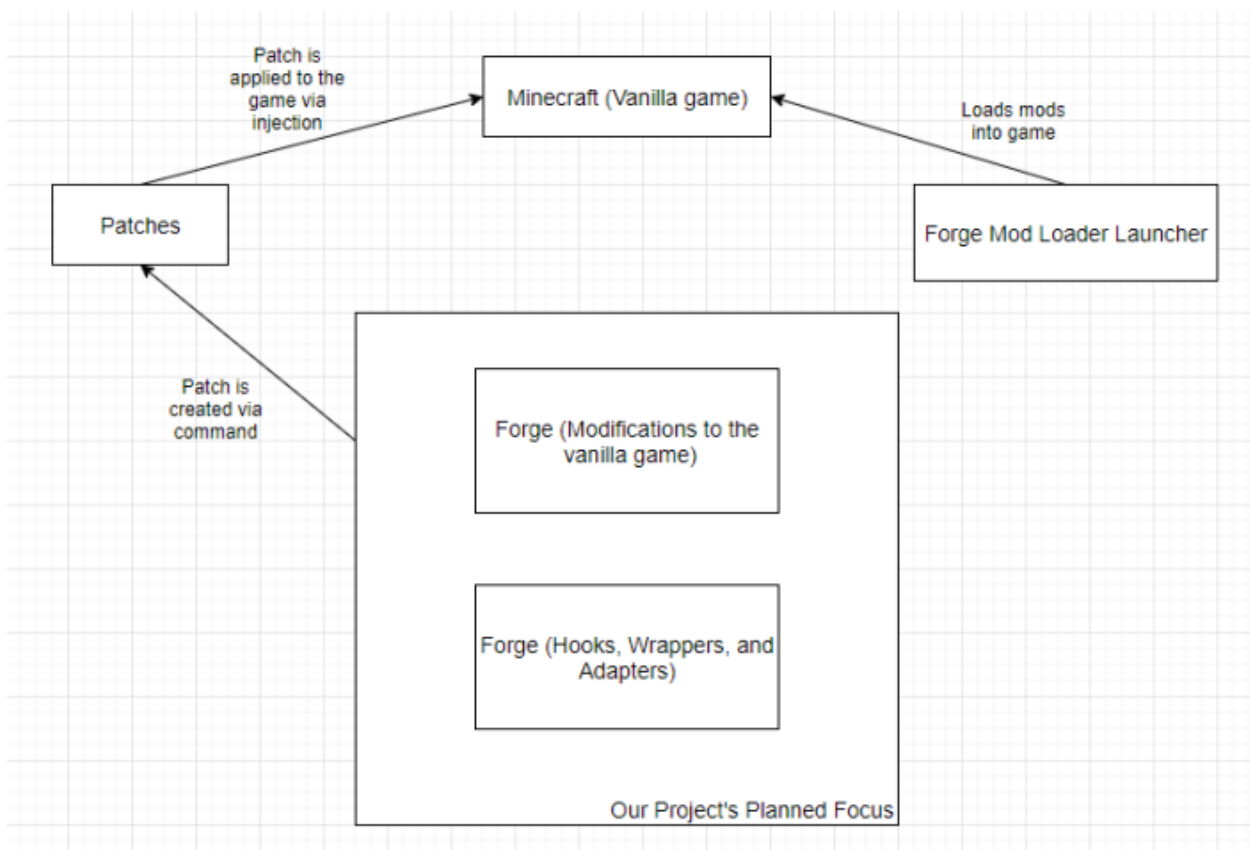 Patch is
applied to the
game via
injection
Minecraft (Vanilla game)
Loads mods
into game
Patches
Forge Mod Loader Launcher
Patch is
created via
command
Forge (Modifications to the
vanilla game)
Forge (Hooks, Wrappers, and
Adapters)
Our Project's Planned Focus